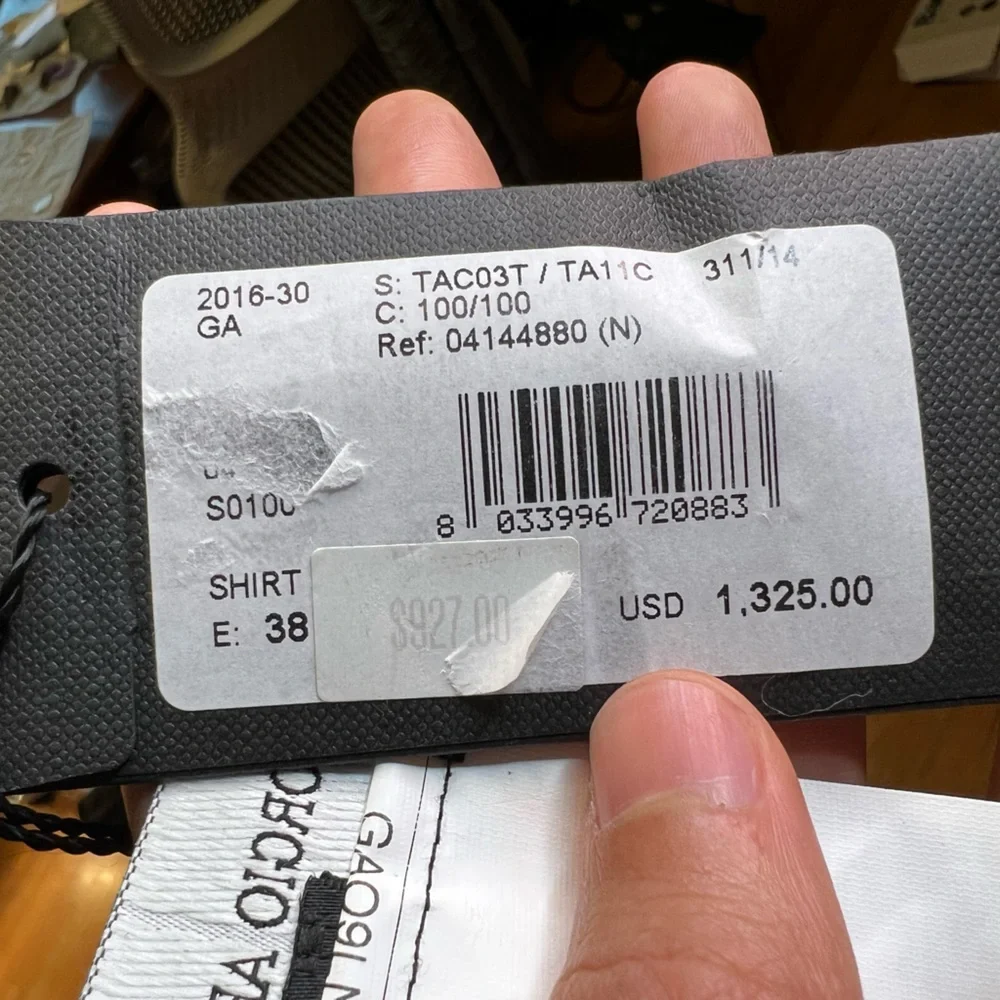 2016-30
GA
S: TAC03T / TA11C
311/14
C: 100/100
Ref: 04144880 (N)
8 033996 720883
SHIRT
E: 38
$927.00
USD 1,325.00